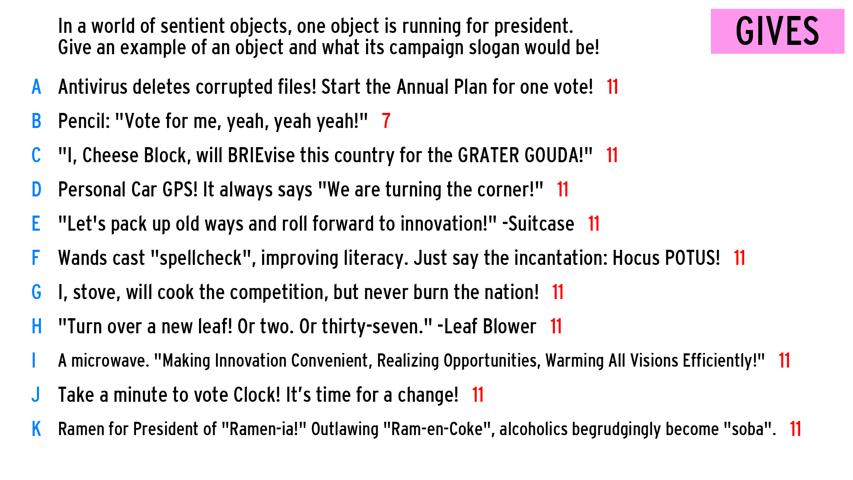 In a world of sentient objects, one object is running for president.
Give an example of an object and what its campaign slogan would be!
GIVES
A Antivirus deletes corrupted files! Start the Annual Plan for one vote! 11
B Pencil: "Vote for me, yeah, yeah yeah!" 7
C "I, Cheese Block, will BRIEvise this country for the GRATER GOUDA!" 11
D Personal Car GPS! It always says "We are turning the corner!" 11
E "Let's pack up old ways and roll forward to innovation!" -Suitcase 11
F Wands cast "spellcheck", improving literacy. Just say the incantation: Hocus POTUS! 11
G I, stove, will cook the competition, but never burn the nation! 11
H "Turn over a new leaf! Or two. Or thirty-seven." -Leaf Blower 11
I A microwave. "Making Innovation Convenient, Realizing Opportunities, Warming All Visions Efficiently!" 11
J Take a minute to vote Clock! It’s time for a change! 11
K Ramen for President of "Ramen-ia!" Outlawing "Ram-en-Coke", alcoholics begrudgingly become "soba". 11